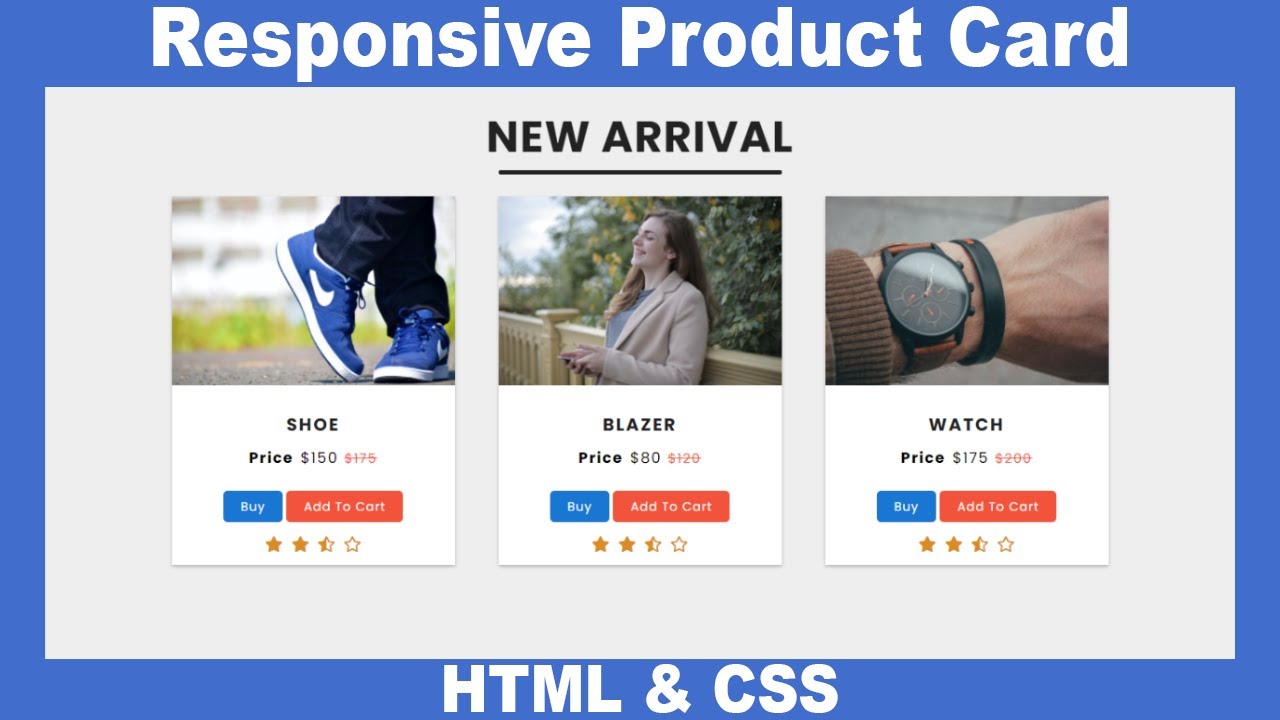 Responsive Product Card
NEW ARRIVAL
SHOE
Price $150 $175
Buy Add To Cart
BLAZER
Price $80 $120
Buy Add To Cart
WATCH
Price $175 $200
Buy Add To Cart
HTML & CSS